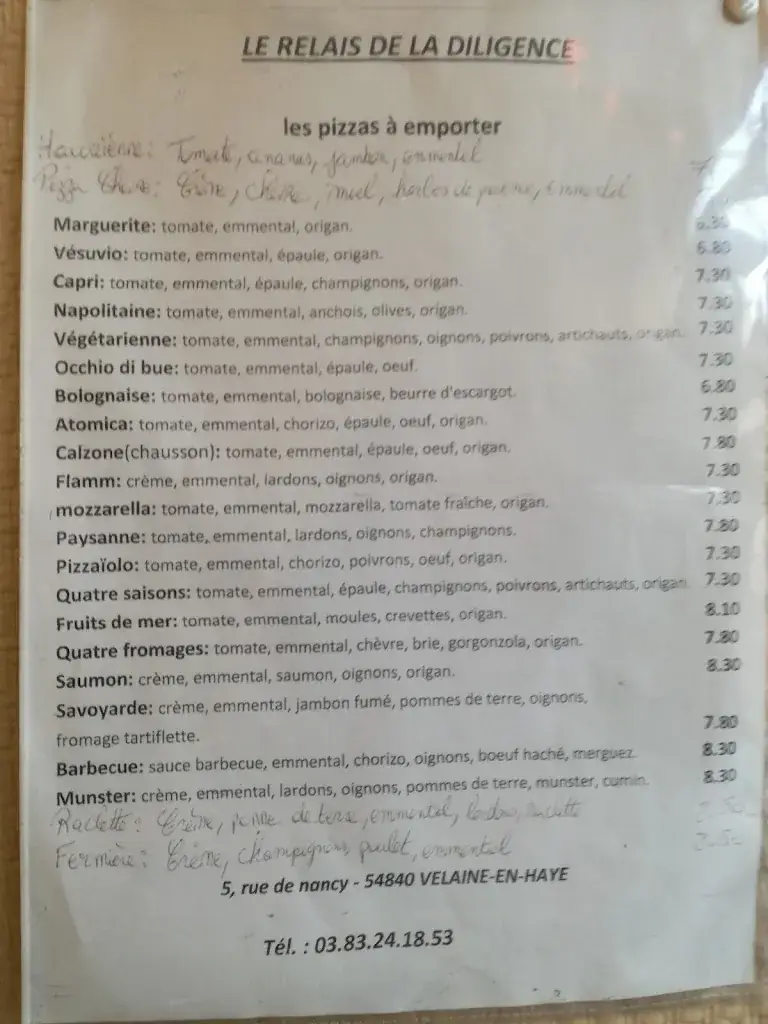 LE RELAIS DE LA DILIGENCE
les pizzas à emporter
Tomate, ananas, jambon, emmental
Pizza Chèvre: Crème, chèvre, miel, herbes de provence, emmental
Marguerite: tomate, emmental, origan. 6.30
Vésuvio: tomate, emmental, épaule, origan. 6.80
Capri: tomate, emmental, épaule, champignons, origan. 7.30
Napolitaine: tomate, emmental, anchois, olives, origan. 7.30
Végétarienne: tomate, emmental, champignons, oignons, poivrons, artichauts, origan. 7.30
Occhio di bue: tomate, emmental, épaule, oeuf. 7.30
Bolognaise: tomate, emmental, bolognaise, beurre d'escargot. 6.80
Atomica: tomate, emmental, chorizo, épaule, oeuf, origan. 7.30
Calzone(chausson): tomate, emmental, épaule, oeuf, origan. 7.80
Flamm: crème, emmental, lardons, oignons, origan. 7.30
mozzarella: tomate, emmental, mozzarella, tomate fraîche, origan. 7.30
Paysanne: tomate, emmental, lardons, oignons, champignons. 7.80
Pizzaïolo: tomate, emmental, chorizo, poivrons, oeuf, origan. 7.30
Quatre saisons: tomate, emmental, épaule, champignons, poivrons, artichauts, origan. 7.30
Fruits de mer: tomate, emmental, moules, crevettes, origan. 8.10
Quatre fromages: tomate, emmental, chèvre, brie, gorgonzola, origan. 7.80
Saumon: crème, emmental, saumon, oignons, origan. 8.30
Savoyarde: crème, emmental, jambon fumé, pommes de terre, oignons,
fromage tartiflette. 7.80
Barbecue: sauce barbecue, emmental, chorizo, oignons, boeuf haché, merguez. 8.30
Munster: crème, emmental, lardons, oignons, pommes de terre, munster, cumin. 8.30
Raclette: Crème, pomme de terre, emmental, lardons, raclette
Fermière: Crème, champignons, poulet, emmental
5, rue de nancy - 54840 VELAINE-EN-HAYE
Tél. : 03.83.24.18.53